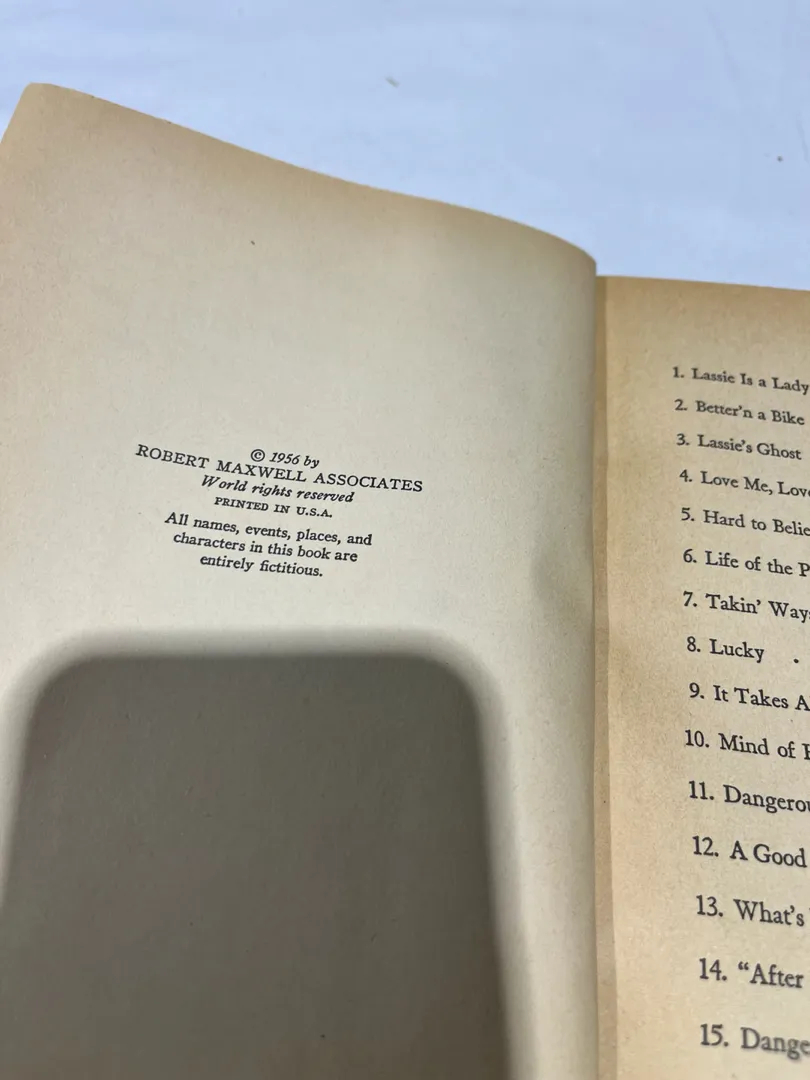 © 1956 by
ROBERT MAXWELL ASSOCIATES
World rights reserved
PRINTED IN U.S.A.
All names, events, places, and
characters in this book are
entirely fictitious.
1. Lassie Is a Lady
2. Better'n a Bike
3. Lassie's Ghost
4. Love Me,
5. Hard to
6. Life of the
7. Takin'
8. Lucky .
9. It Takes
10. Mind of
11.
12. A Good
13. What's
14. "After
15.